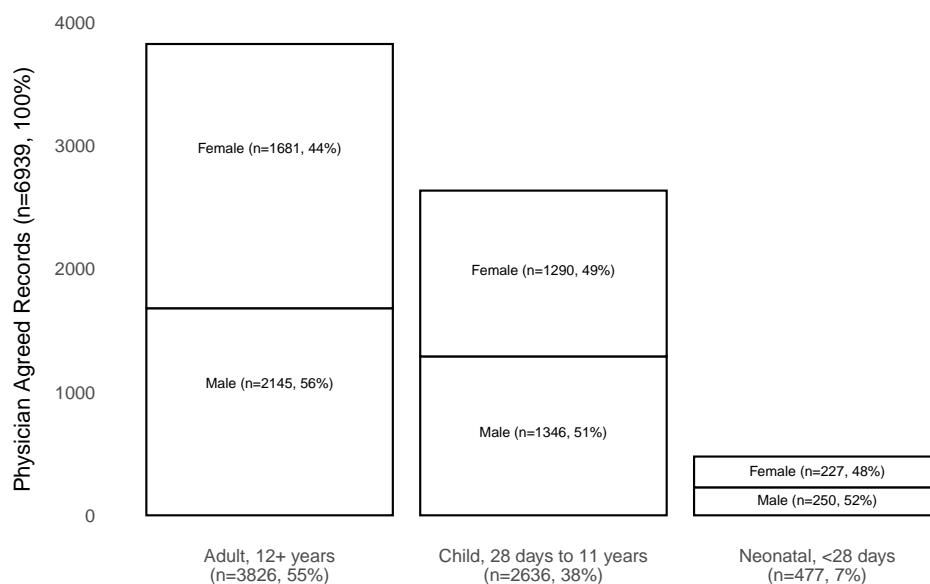 Physician Agreed Records (n=6939, 100%)
4000
3000
2000
1000
0
Female (n=1681, 44%)
Male (n=2145, 56%)
Female (n=1290, 49%)
Male (n=1346, 51%)
Female (n=227, 48%)
Male (n=250, 52%)
Adult, 12+ years
(n=3826, 55%)
Child, 28 days to 11 years
(n=2636, 38%)
Neonatal, <28 days
(n=477, 7%)